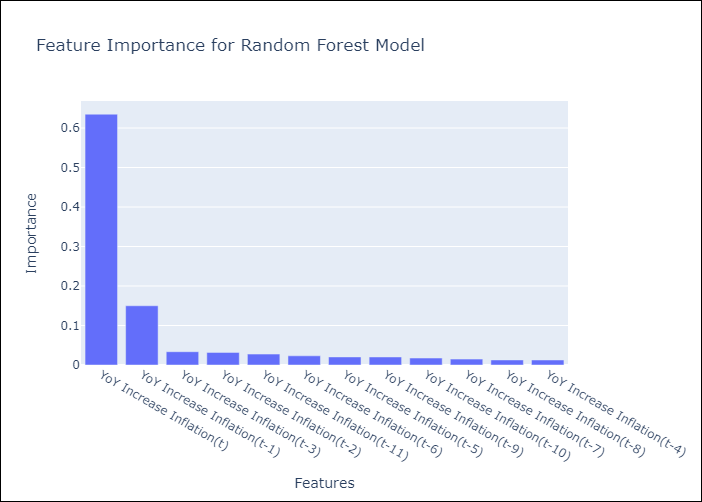 Feature Importance for Random Forest Model
Importance
0.6
0.5
0.4
0.3
0.2
0.1
0
YoY Increase Inflation(t)
YoY Increase Inflation(t-1)
YoY Increase Inflation(t-3)
YoY Increase Inflation(t-2)
YoY Increase Inflation(t-11)
YoY Increase Inflation(t-6)
YoY Increase Inflation(t-5)
YoY Increase Inflation(t-9)
YoY Increase Inflation(t-10)
YoY Increase Inflation(t-7)
YoY Increase Inflation(t-8)
YoY Increase Inflation(t-4)
Features